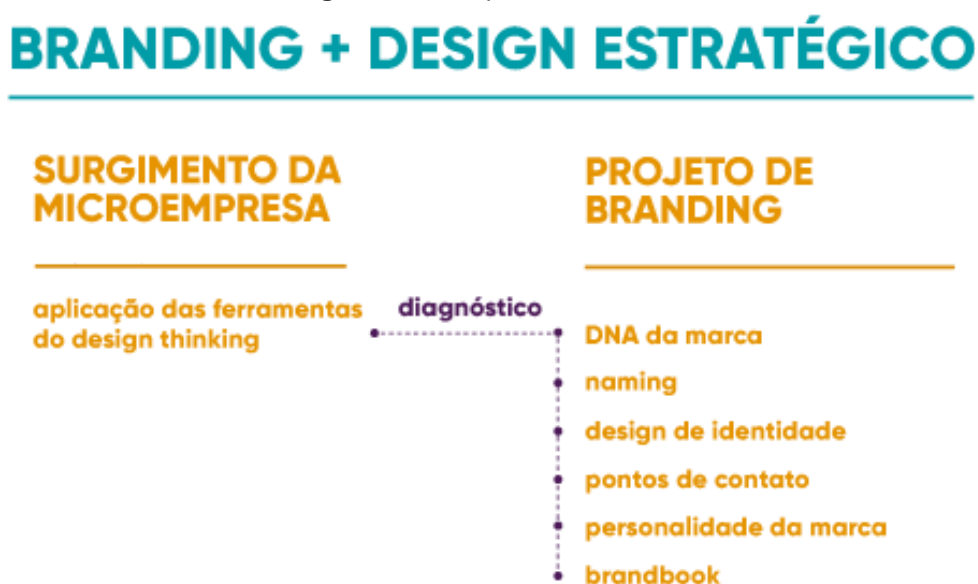 BRANDING + DESIGN ESTRATÉGICO
SURGIMENTO DA
MICROEMPRESA
aplicação das ferramentas
do design thinking
diagnóstico
PROJETO DE
BRANDING
DNA da marca
naming
design de identidade
pontos de contato
personalidade da marca
brandbook